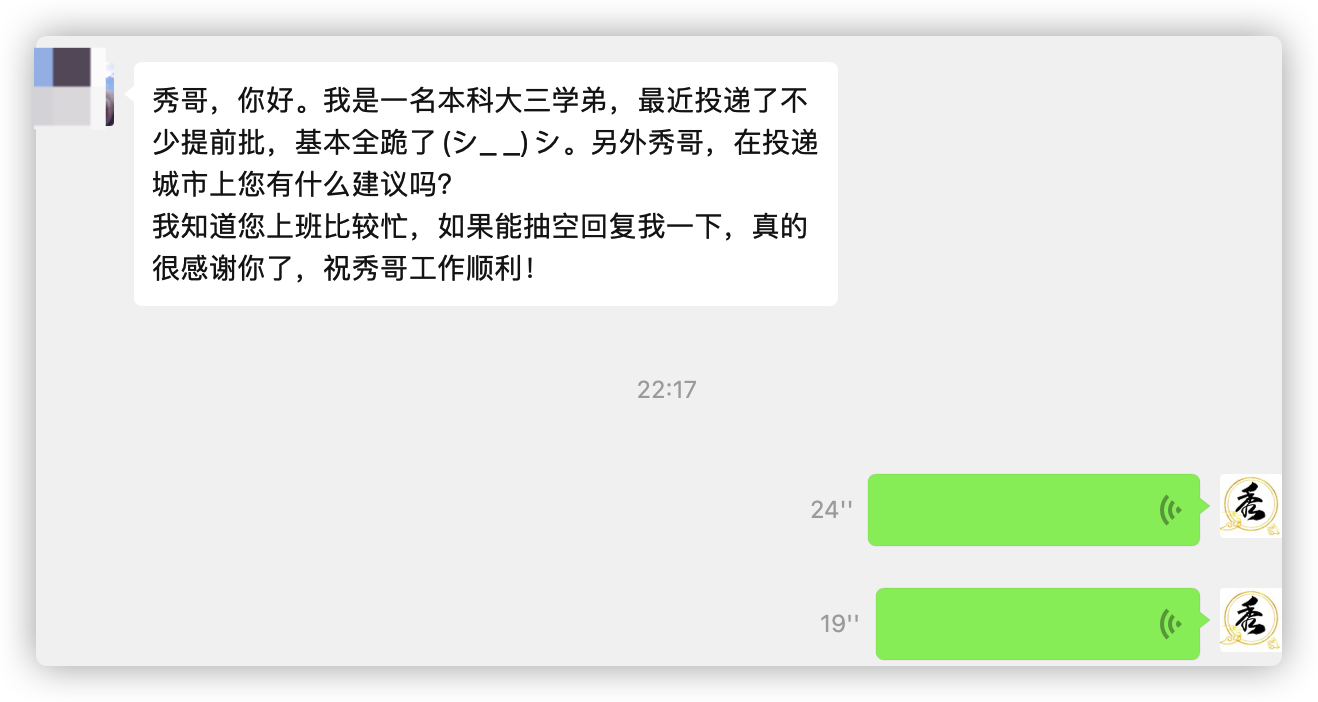 秀哥，你好。我是一名本科大三学弟，最近投递了不
少提前批，基本全跪了(シ_ _)シ。另外秀哥，在投递
城市上您有什么建议吗？
我知道您上班比较忙，如果能抽空回复我一下，真的
很感谢你了，祝秀哥工作顺利！
22:17
24''
秀
19''
秀